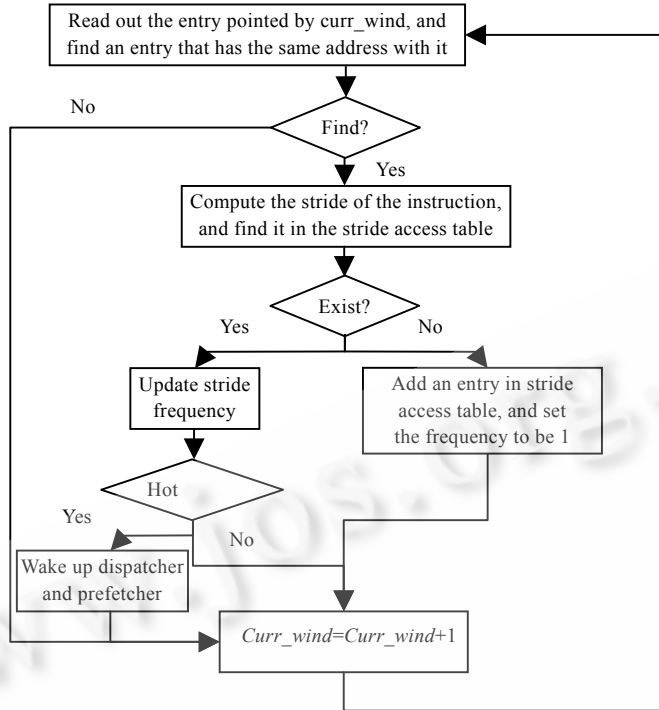 Read out the entry pointed by curr_wind, and
find an entry that has the same address with it
No
Find?
Yes
Compute the stride of the instruction,
and find it in the stride access table
Exist?
Yes
No
Update stride
frequency
Add an entry in stride
access table, and set
the frequency to be 1
Hot
Yes
No
Wake up dispatcher
and prefetcher
Curr_wind=Curr_wind+1
www.jos.org.